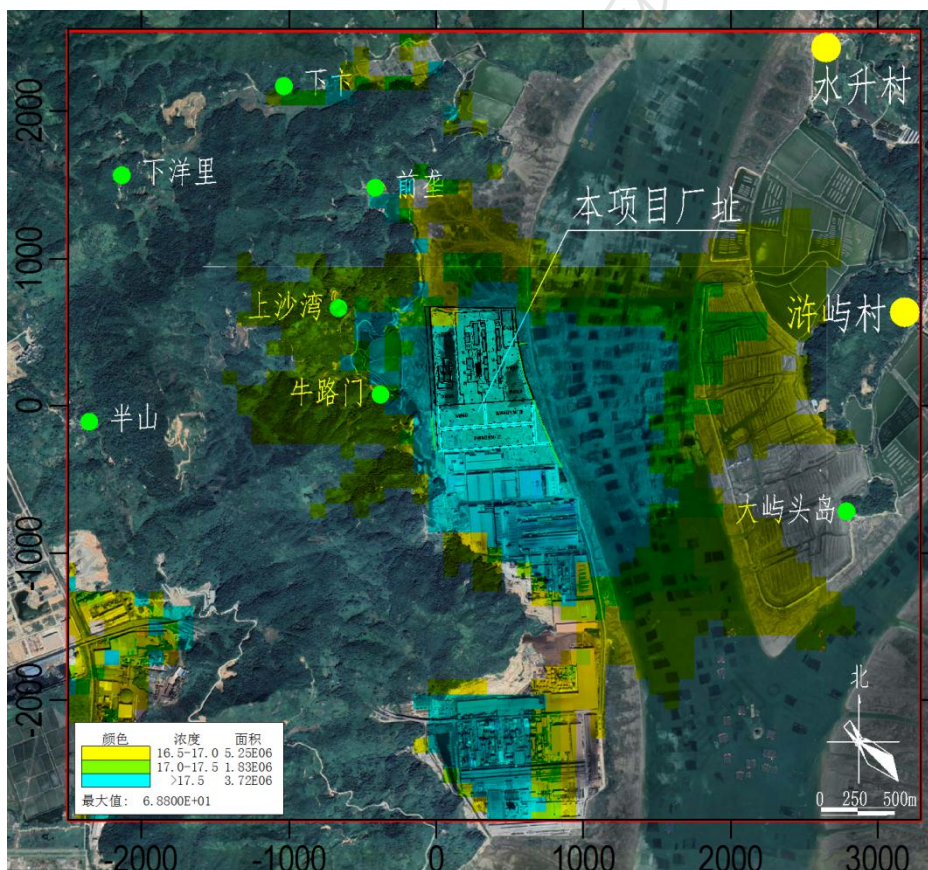 水升村
下卞
2000
下洋里
前垄
本项目厂址
1000
上沙湾
浒屿村
牛路门
0
半山
大屿头岛
-1000
北
-2000
颜色 浓度 面积
16.5-17.0 5.25E06
17.0-17.5 1.83E06
>17.5 3.72E06
最大值: 6.8800E+01
0 250 500m
-2000 -1000 0 1000 2000 3000